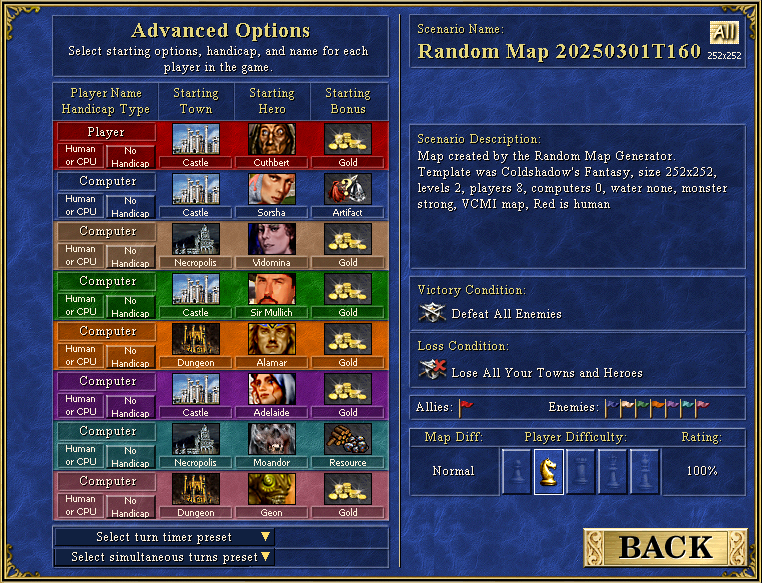 Advanced Options
Select starting options, handicap, and name for each
player in the game.
Player Name
Handicap Type
Starting
Town
Starting
Hero
Starting
Bonus
Player
Human
or CPU
No
Handicap
Castle
Cuthbert
Gold
Computer
Human
or CPU
No
Handicap
Castle
Sorsha
Artifact
Computer
Human
or CPU
No
Handicap
Necropolis
Vidomina
Gold
Computer
Human
or CPU
No
Handicap
Castle
Sir Mullich
Gold
Computer
Human
or CPU
No
Handicap
Dungeon
Alamar
Gold
Computer
Human
or CPU
No
Handicap
Castle
Adelaide
Gold
Computer
Human
or CPU
No
Handicap
Necropolis
Moandor
Resource
Computer
Human
or CPU
No
Handicap
Dungeon
Geon
Gold
Select turn timer preset
Select simultaneous turns preset
Scenario Name:
Random Map 20250301T160
All
252x252
Scenario Description:
Map created by the Random Map Generator.
Template was Coldshadow's Fantasy, size 252x252,
levels 2, players 8, computers 0, water none, monster
strong, VCMI map, Red is human
Victory Condition:
Defeat All Enemies
Loss Condition:
Lose All Your Towns and Heroes
Allies:
Enemies:
Map Diff:
Player Difficulty:
Rating:
Normal
100%
BACK